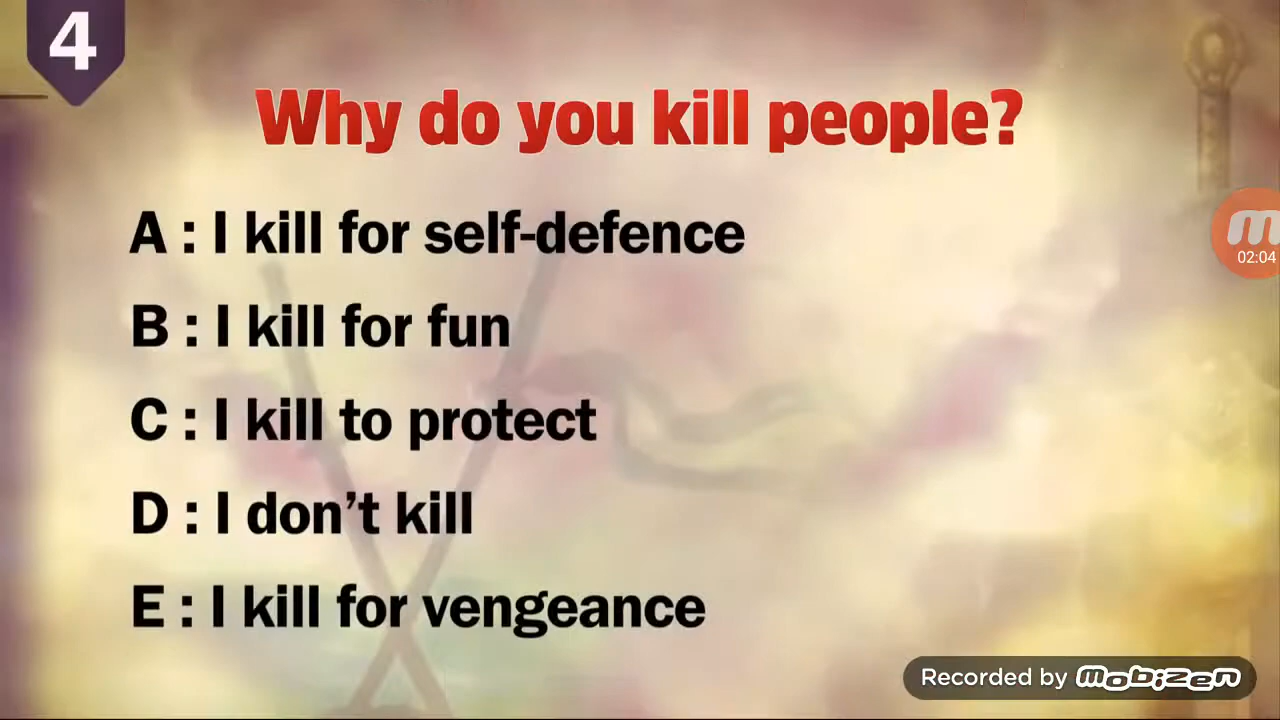 4
Why do you kill people?
A : I kill for self-defence
B : I kill for fun
C : I kill to protect
D : I don't kill
E : I kill for vengeance
02:04
Recorded by mobizen